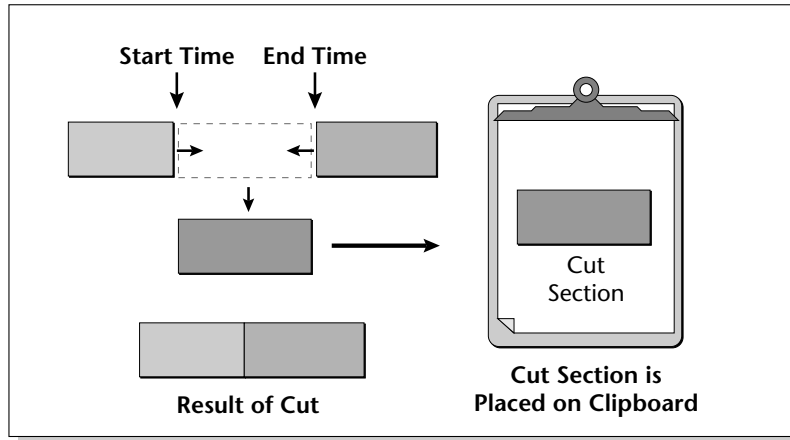 Start Time End Time
Cut
Section
Result of Cut
Cut Section is
Placed on Clipboard